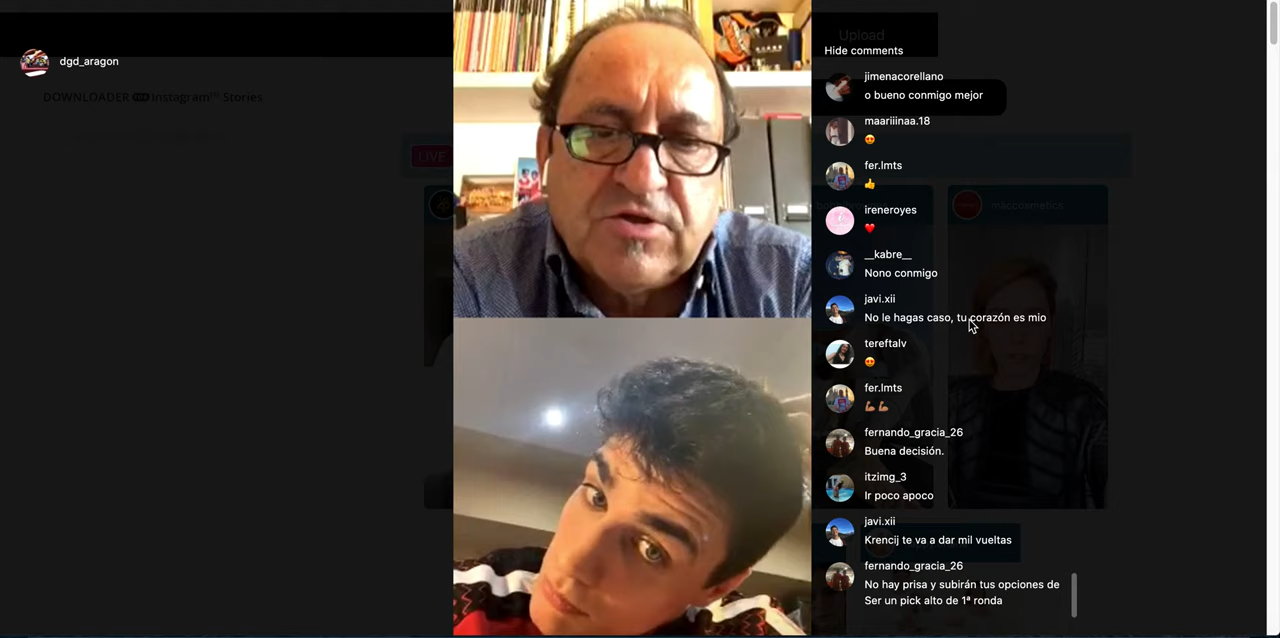 Upload
Hide comments
dgd_aragon
DOWNLOADER Instagram™ Stories
LIVE
maccosmetics
jimenacorellano
o bueno conmigo mejor
maariiinaa.18
😍
fer.lmts
👍
ireneroyes
❤️
__kabre__
Nono conmigo
javi.xii
No le hagas caso, tu corazón es mio
tereftalv
😍
fer.lmts
💪🏽💪🏽
fernando_gracia_26
Buena decisión.
itzimg_3
Ir poco apoco
javi.xii
Krencij te va a dar mil vueltas
fernando_gracia_26
No hay prisa y subirán tus opciones de
Ser un pick alto de 1ª ronda